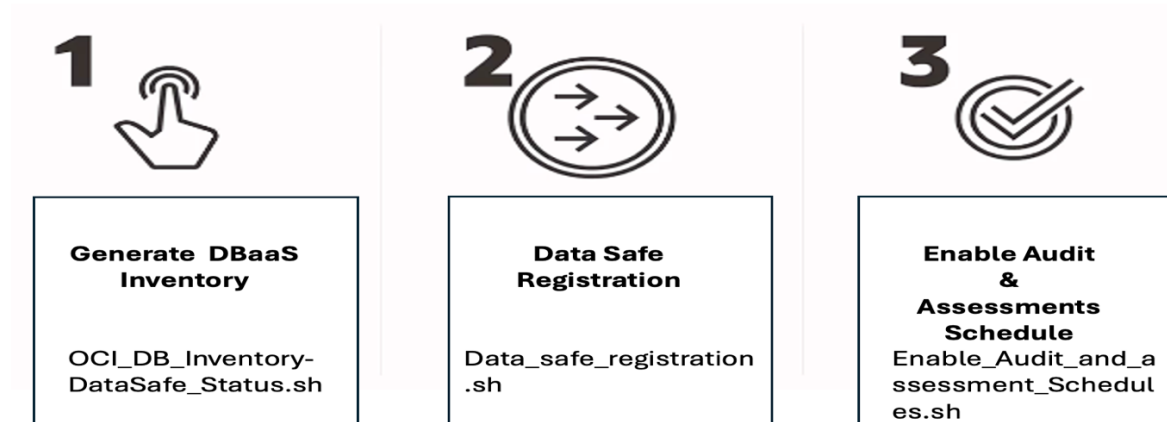 1
Generate DBaaS
Inventory
OCI_DB_Inventory-
DataSafe_Status.sh
2
Data Safe
Registration
Data_safe_registration
.sh
3
Enable Audit
&
Assessments
Schedule
Enable_Audit_and_a
ssessment_Schedul
es.sh